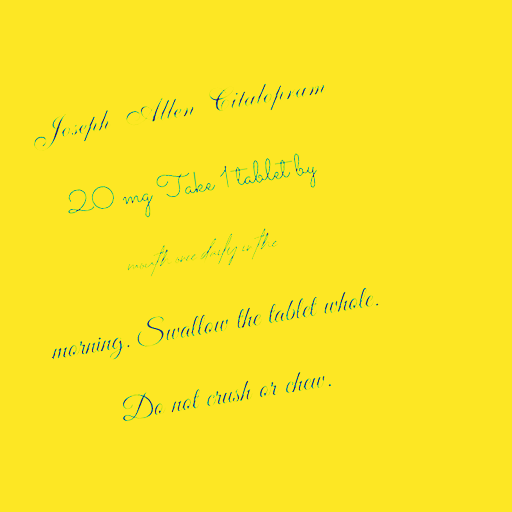 Joseph Allen Citalopram
20 mg Take 1 tablet by
mouth once daily in the
morning. Swallow the tablet whole.
Do not crush or chew.